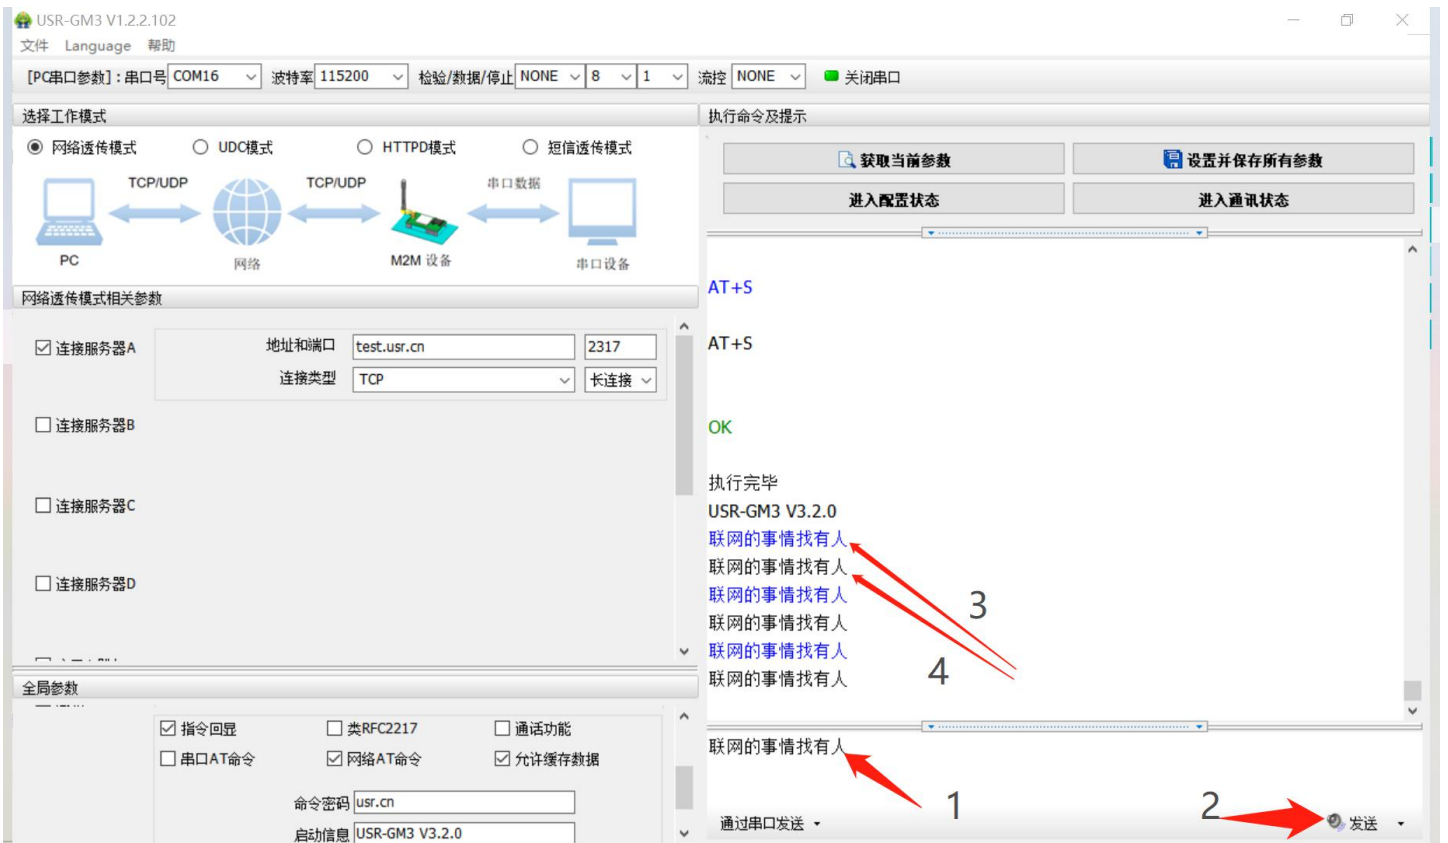 USR-GM3 V1.2.2.102
文件 Language 帮助
[PC串口参数]：串口号 COM16 波特率 115200 检验/数据/停止 NONE 8 1 流控 NONE 关闭串口
选择工作模式
网络透传模式 UDC模式 HTTPD模式 短信透传模式
TCP/UDP TCP/UDP 串口数据
PC 网络 M2M 设备 串口设备
网络透传模式相关参数
连接服务器A 地址和端口 test.usr.cn 2317
连接类型 TCP 长连接
连接服务器B
连接服务器C
连接服务器D
全局参数
指令回显 类RFC2217 通话功能
串口AT命令 网络AT命令 允许缓存数据
命令密码 usr.cn
启动信息 USR-GM3 V3.2.0
执行命令及提示
获取当前参数 设置并保存所有参数
进入配置状态 进入通讯状态
AT+S
AT+S
OK
执行完毕
USR-GM3 V3.2.0
联网的事情找有人
联网的事情找有人
联网的事情找有人
联网的事情找有人
联网的事情找有人
联网的事情找有人
3
4
联网的事情找有人
1
2
通过串口发送 发送